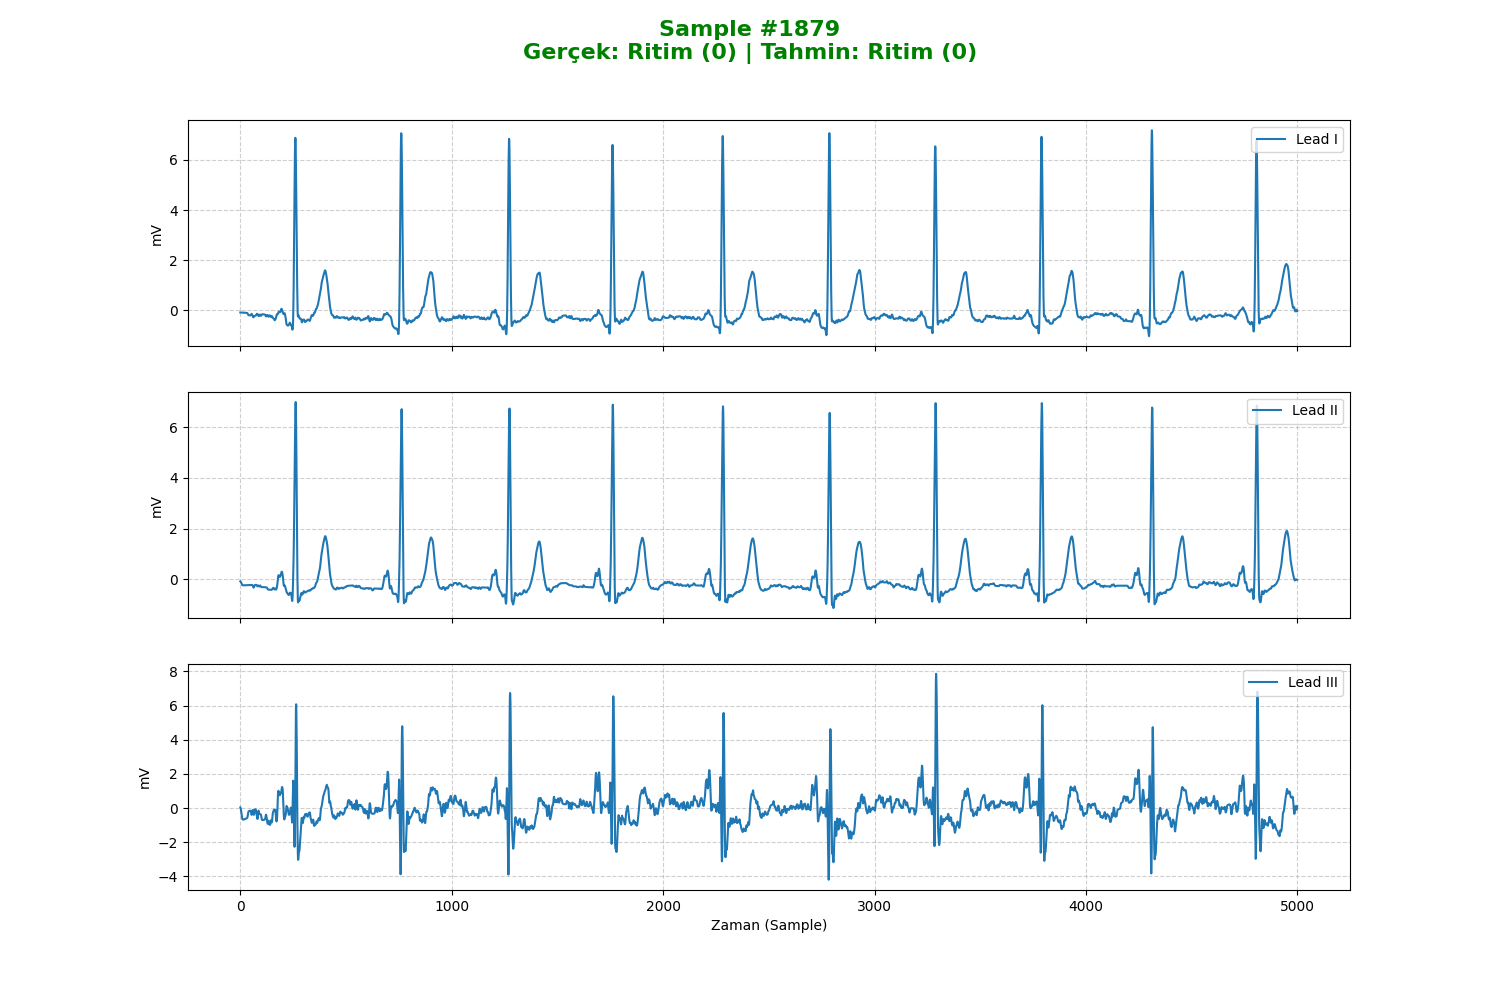 Sample #1879
Gerçek: Ritim (0) | Tahmin: Ritim (0)
Lead I
6
4
2
0
mV
Lead II
6
4
2
0
mV
Lead III
8
6
4
2
0
−2
−4
mV
0 1000 2000 3000 4000 5000
Zaman (Sample)